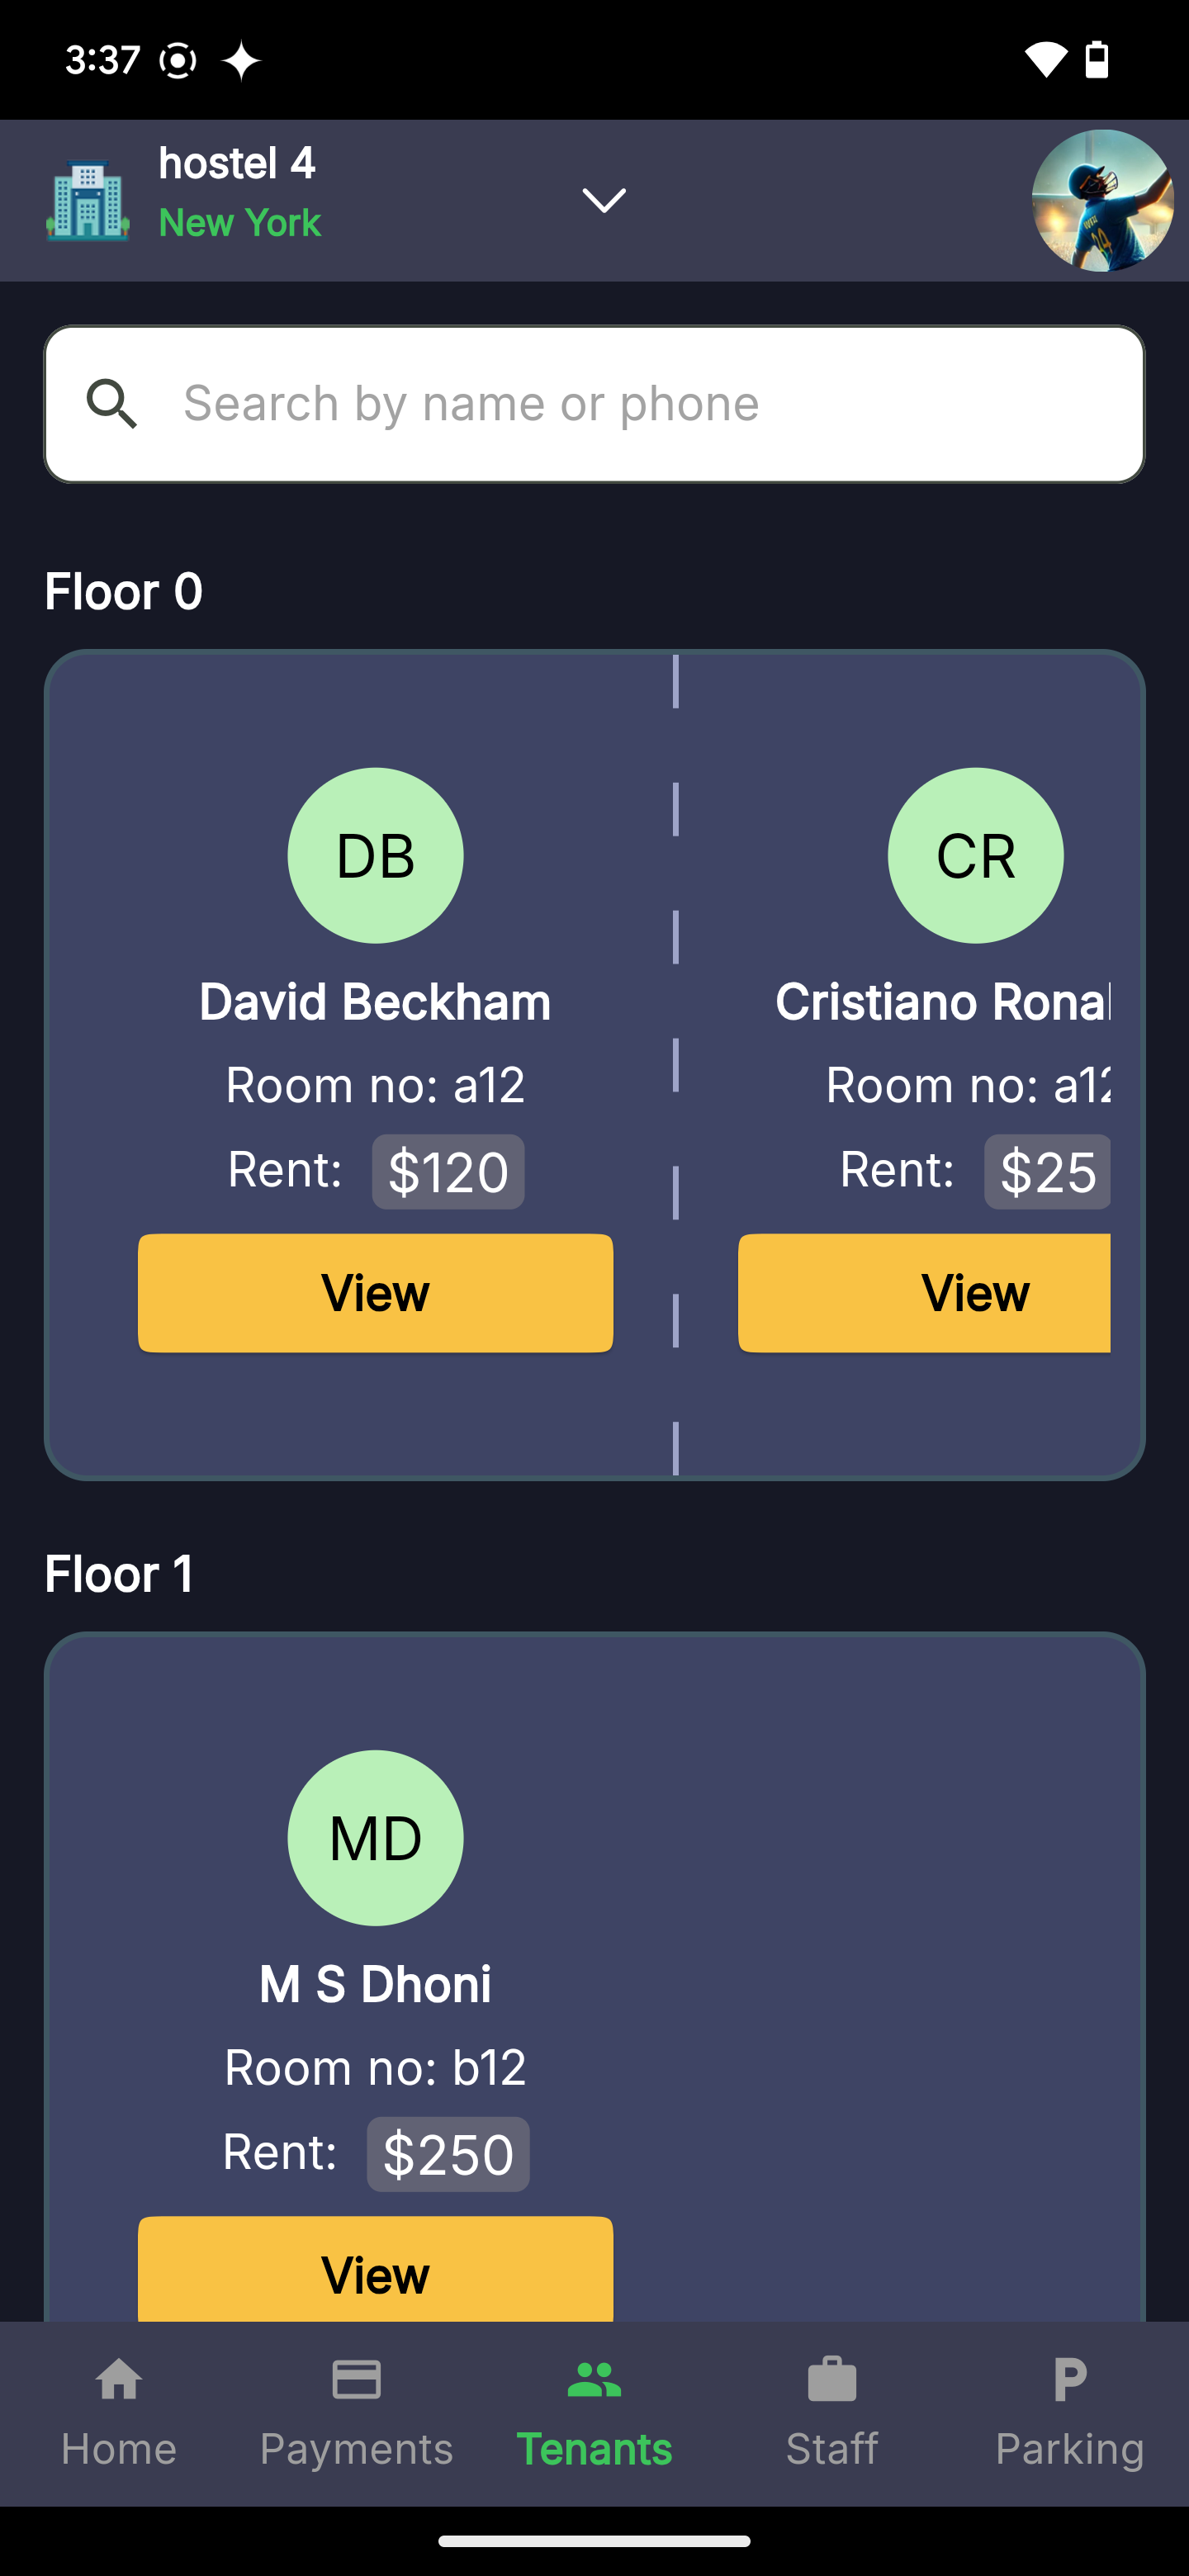 3:37
hostel 4
New York
Search by name or phone
Floor 0
DB
CR
David Beckham
Cristiano Ronal
Room no: a12
Room no: a12
Rent: $120
Rent: $25
View
View
Floor 1
MD
M S Dhoni
Room no: b12
Rent: $250
View
Home
Payments
Tenants
Staff
Parking